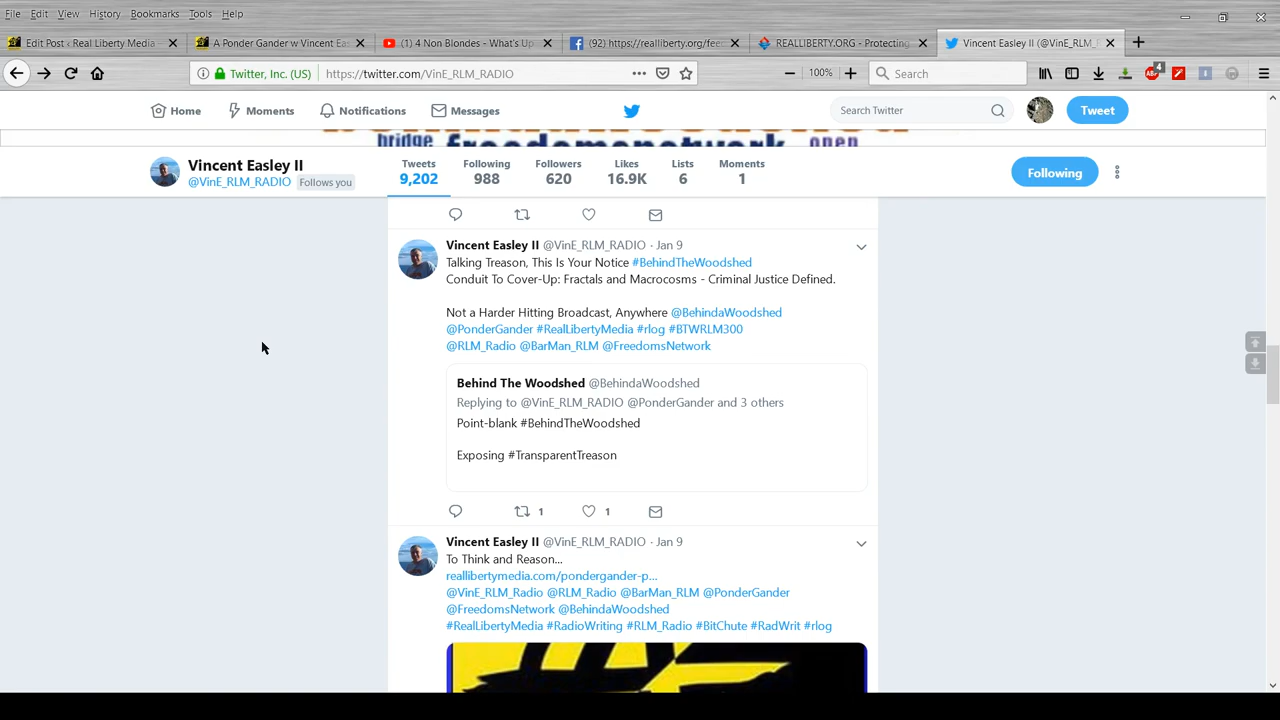 File Edit View History Bookmarks Tools Help
Edit Post ‹ Real Liberty Media —
A Ponder Gander w Vincent Eas
(1) 4 Non Blondes - What's Up
(92) https://realliberty.org/feed
REALLIBERTY.ORG - Protecting
Vincent Easley II (@VinE_RLM_
Twitter, Inc. (US) https://twitter.com/VinE_RLM_RADIO 100% Search
ABP 4
Home Moments Notifications Messages Search Twitter Tweet
bridge freedomsnetwork open
Vincent Easley II
@VinE_RLM_RADIO Follows you
Tweets Following Followers Likes Lists Moments
9,202 988 620 16.9K 6 1
Following
Vincent Easley II @VinE_RLM_RADIO · Jan 9
Talking Treason, This Is Your Notice #BehindTheWoodshed
Conduit To Cover-Up: Fractals and Macrocosms - Criminal Justice Defined.
Not a Harder Hitting Broadcast, Anywhere @BehindaWoodshed
@PonderGander #RealLibertyMedia #rlog #BTWRLM300
@RLM_Radio @BarMan_RLM @FreedomsNetwork
Behind The Woodshed @BehindaWoodshed
Replying to @VinE_RLM_RADIO @PonderGander and 3 others
Point-blank #BehindTheWoodshed
Exposing #TransparentTreason
1 1
Vincent Easley II @VinE_RLM_RADIO · Jan 9
To Think and Reason...
reallibertymedia.com/pondergander-p...
@VinE_RLM_Radio @RLM_Radio @BarMan_RLM @PonderGander
@FreedomsNetwork @BehindaWoodshed
#RealLibertyMedia #RadioWriting #RLM_Radio #BitChute #RadWrit #rlog